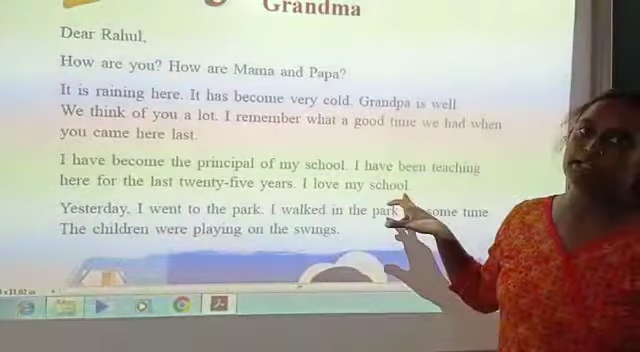 Grandma
Dear Rahul,
How are you? How are Mama and Papa?
It is raining here. It has become very cold. Grandpa is well.
We think of you a lot. I remember what a good time we had when
you came here last.
I have become the principal of my school. I have been teaching
here for the last twenty-five years. I love my school.
Yesterday, I went to the park. I walked in the park some time.
The children were playing on the swings.